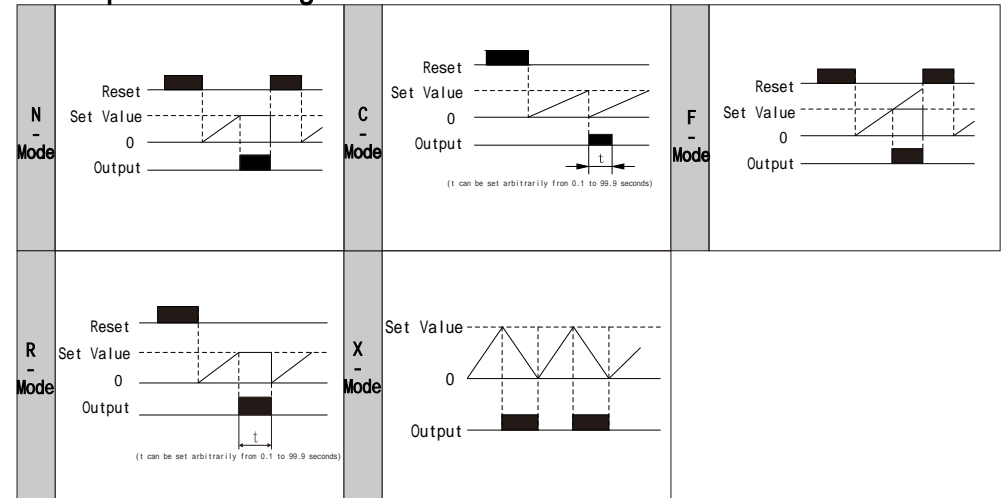 N
-
Mode
Reset
Set Value
0
Output
C
-
Mode
Reset
Set Value
0
Output
t
(t can be set arbitrarily from 0.1 to 99.9 seconds)
F
-
Mode
Reset
Set Value
0
Output
R
-
Mode
Reset
Set Value
0
Output
t
(t can be set arbitrarily from 0.1 to 99.9 seconds)
X
-
Mode
Set Value
0
Output